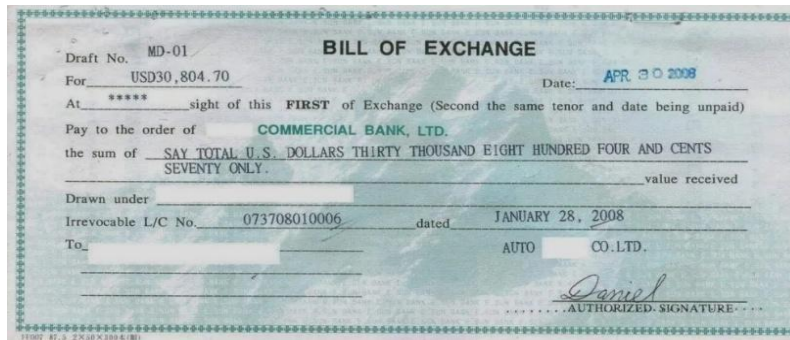 BILL OF EXCHANGE
Draft No. MD-01
For USD30,804.70 Date: APR. 30 2008
At ***** sight of this FIRST of Exchange (Second the same tenor and date being unpaid)
Pay to the order of COMMERCIAL BANK, LTD.
the sum of SAY TOTAL U.S. DOLLARS THIRTY THOUSAND EIGHT HUNDRED FOUR AND CENTS
SEVENTY ONLY. value received
Drawn under
Irrevocable L/C No. 073708010006 dated JANUARY 28, 2008
To AUTO CO.LTD.
Daniel
AUTHORIZED SIGNATURE